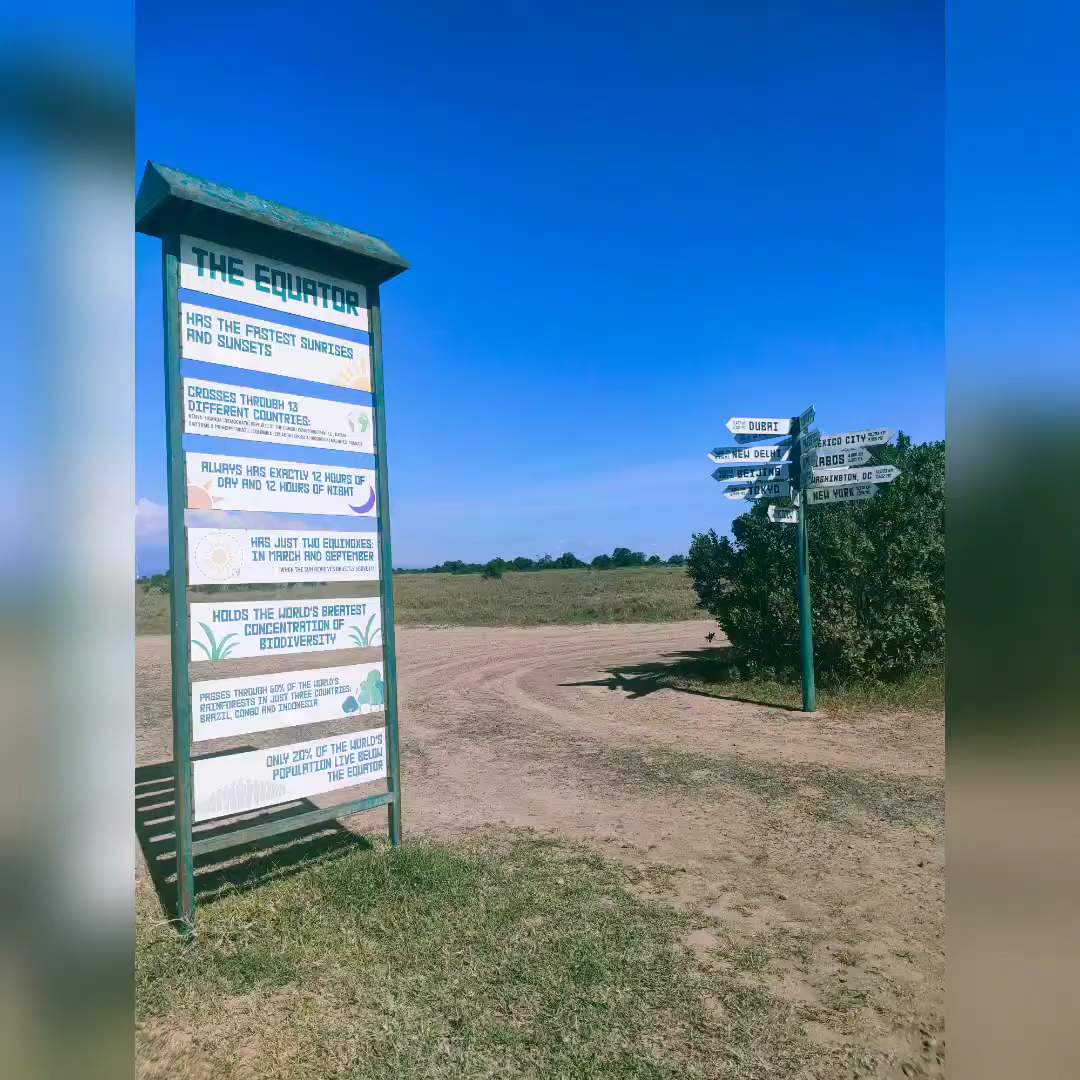 THE EQUATOR
HAS THE FASTEST SUNRISES
AND SUNSETS
CROSSES THROUGH 13
DIFFERENT COUNTRIES:
ALWAYS HAS EXACTLY 12 HOURS OF
DAY AND 12 HOURS OF NIGHT
HAS JUST TWO EQUINOXES:
IN MARCH AND SEPTEMBER
HOLDS THE WORLD'S GREATEST
CONCENTRATION OF
BIODIVERSITY
PASSES THROUGH 60% OF THE WORLD'S
RAINFORESTS IN JUST THREE COUNTRIES:
BRAZIL, CONGO AND INDONESIA
ONLY 20% OF THE WORLD'S
POPULATION LIVE BELOW
THE EQUATOR
DUBAI
NEW DELHI
BEIJING
TOKYO
MEXICO CITY
WASHINGTON, DC
NEW YORK